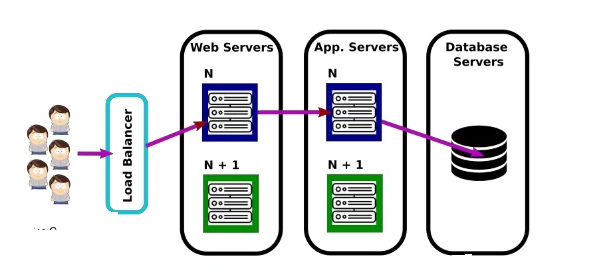 Web Servers
App. Servers
Database
Servers
N
N
Load Balancer
N + 1
N + 1